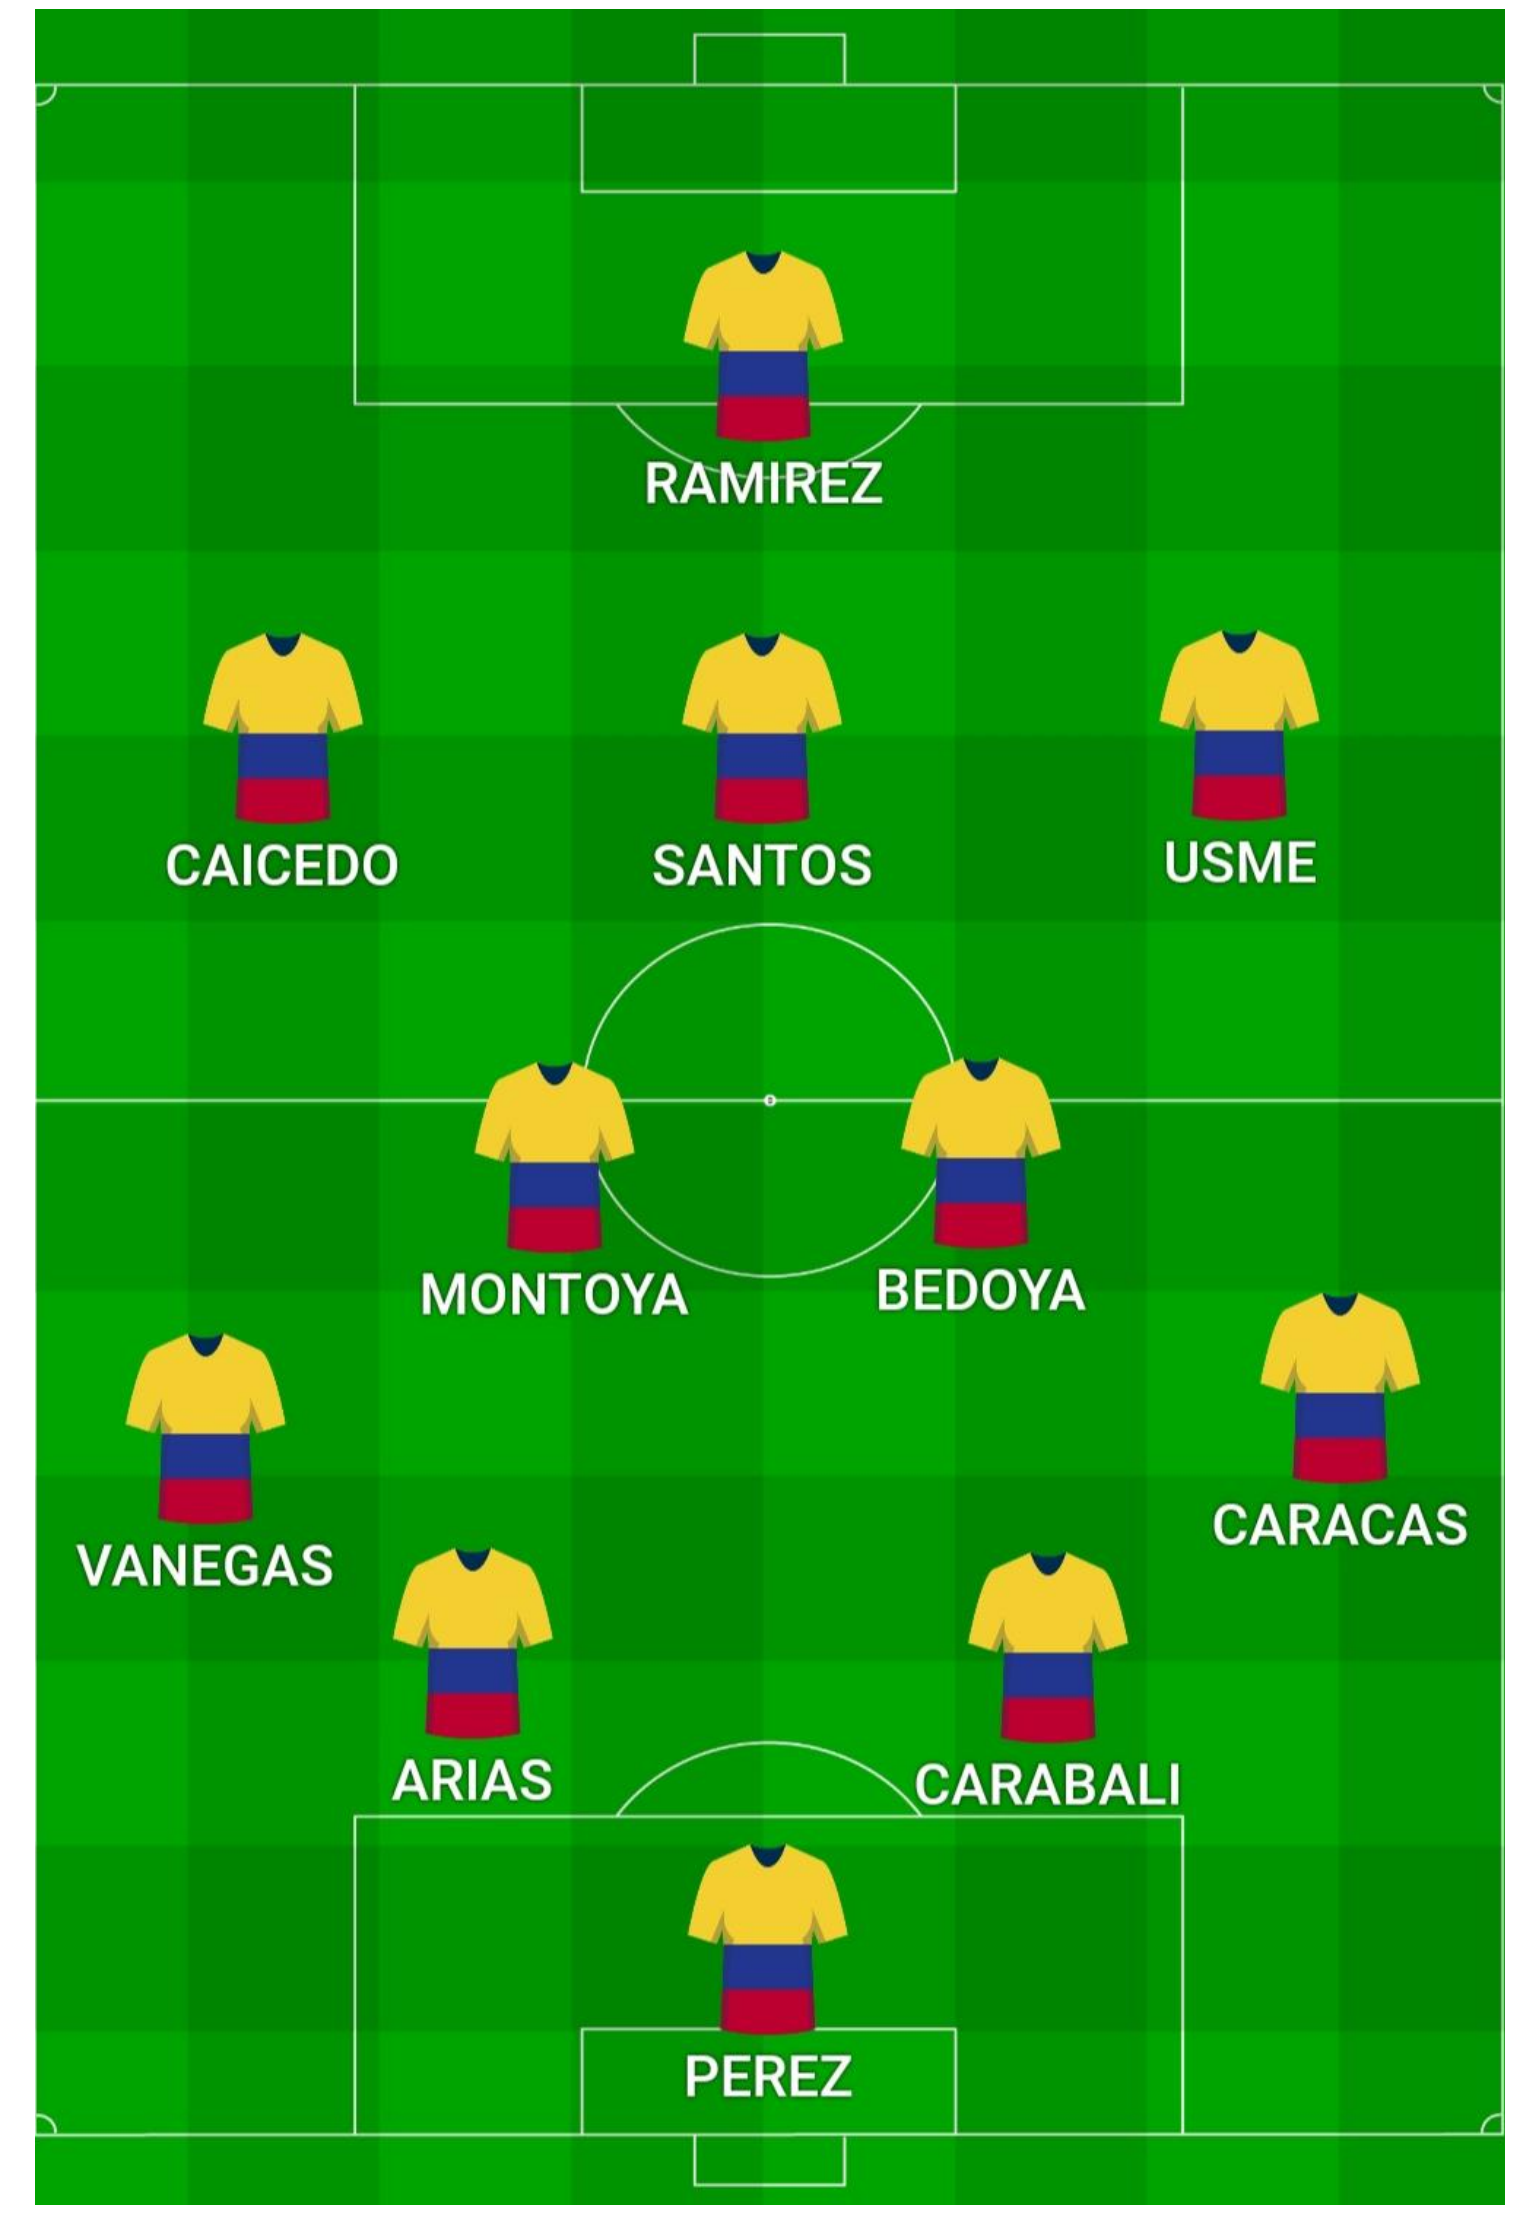 RAMIREZ
CAICEDO
SANTOS
USME
MONTOYA
BEDOYA
VANEGAS
CARACAS
ARIAS
CARABALI
PEREZ